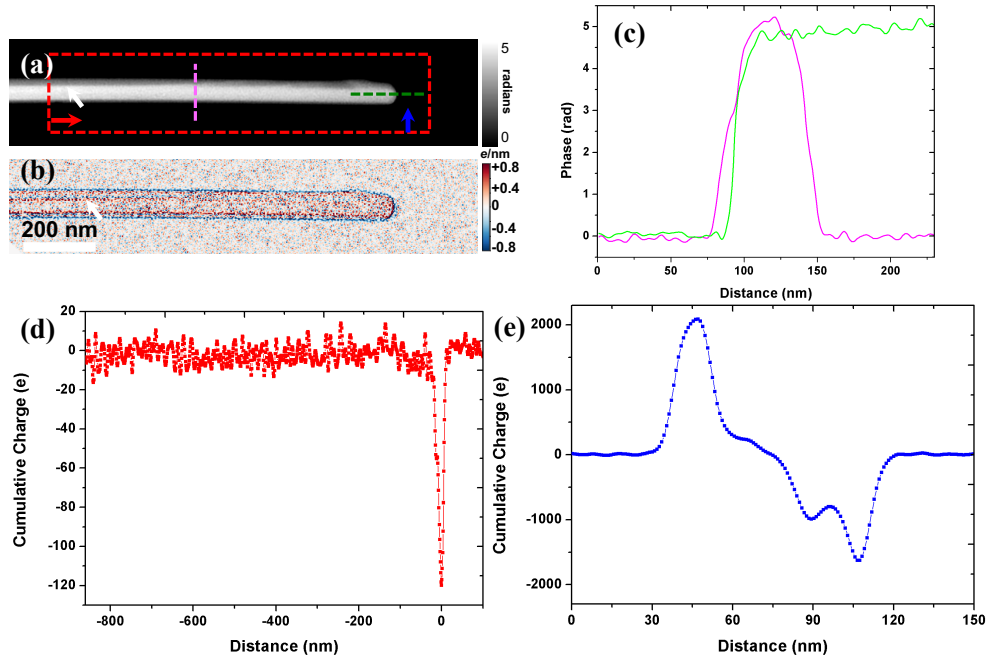 (a)
5
radians
0
(b)
e/nm
+0.8
+0.4
0
-0.4
-0.8
200 nm
(c)
5
4
3
2
1
0
Phase (rad)
0 50 100 150 200
Distance (nm)
(d)
20
0
-20
-40
-60
-80
-100
-120
Cumulative Charge (e)
-800 -600 -400 -200 0
Distance (nm)
(e)
2000
1000
0
-1000
-2000
Cumulative Charge (e)
0 30 60 90 120 150
Distance (nm)